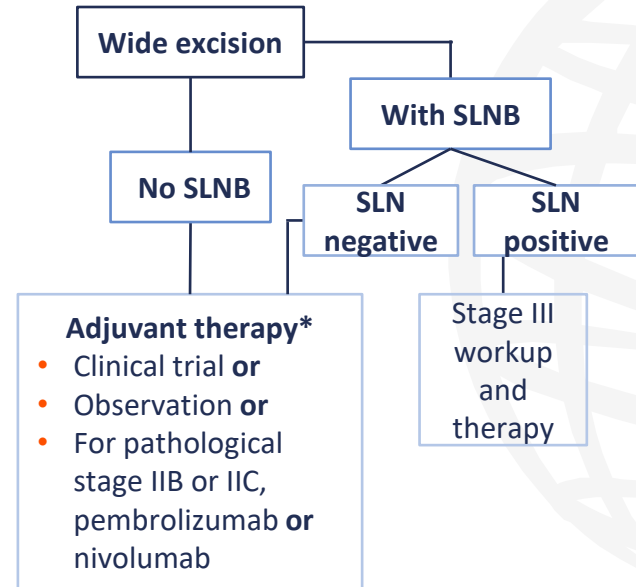 Wide excision
With SLNB
No SLNB
SLN
negative
SLN
positive
Adjuvant therapy*
• Clinical trial or
• Observation or
• For pathological
stage IIB or IIC,
pembrolizumab or
nivolumab
Stage III
workup
and
therapy